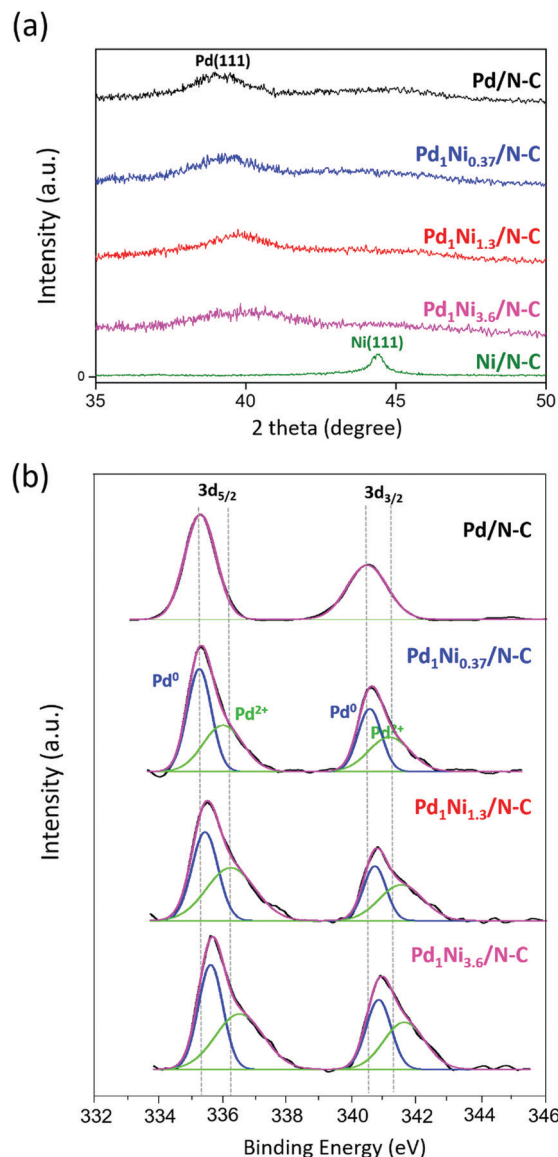 (a)
Pd(111)
Pd/N-C
Pd₁Ni₀.₃₇/N-C
Pd₁Ni₁.₃/N-C
Pd₁Ni₃.₆/N-C
Ni(111)
Ni/N-C
Intensity (a.u.)
0
35 40 45 50
2 theta (degree)
(b)
3d₅/₂ 3d₃/₂
Pd/N-C
Pd₁Ni₀.₃₇/N-C
Pd⁰ Pd²⁺ Pd⁰ Pd²⁺
Pd₁Ni₁.₃/N-C
Pd₁Ni₃.₆/N-C
Intensity (a.u.)
332 334 336 338 340 342 344 346
Binding Energy (eV)